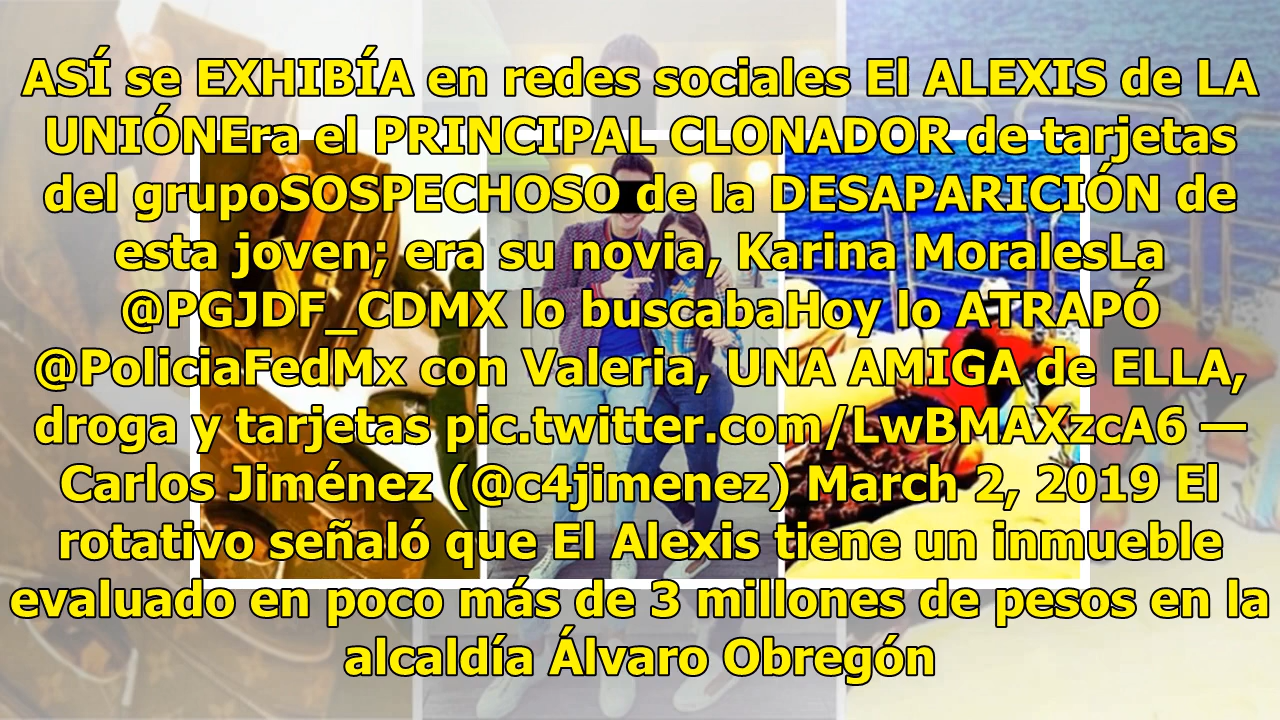 ASÍ se EXHIBÍA en redes sociales El ALEXIS de LA
UNIÓNEra el PRINCIPAL CLONADOR de tarjetas
del grupoSOSPECHOSO de la DESAPARICIÓN de
esta joven; era su novia, Karina MoralesLa
@PGJDF_CDMX lo buscabaHoy lo ATRAPÓ
@PoliciaFedMx con Valeria, UNA AMIGA de ELLA,
droga y tarjetas pic.twitter.com/LwBMAXzcA6 —
Carlos Jiménez (@c4jimenez) March 2, 2019 El
rotativo señaló que El Alexis tiene un inmueble
evaluado en poco más de 3 millones de pesos en la
alcaldía Álvaro Obregón